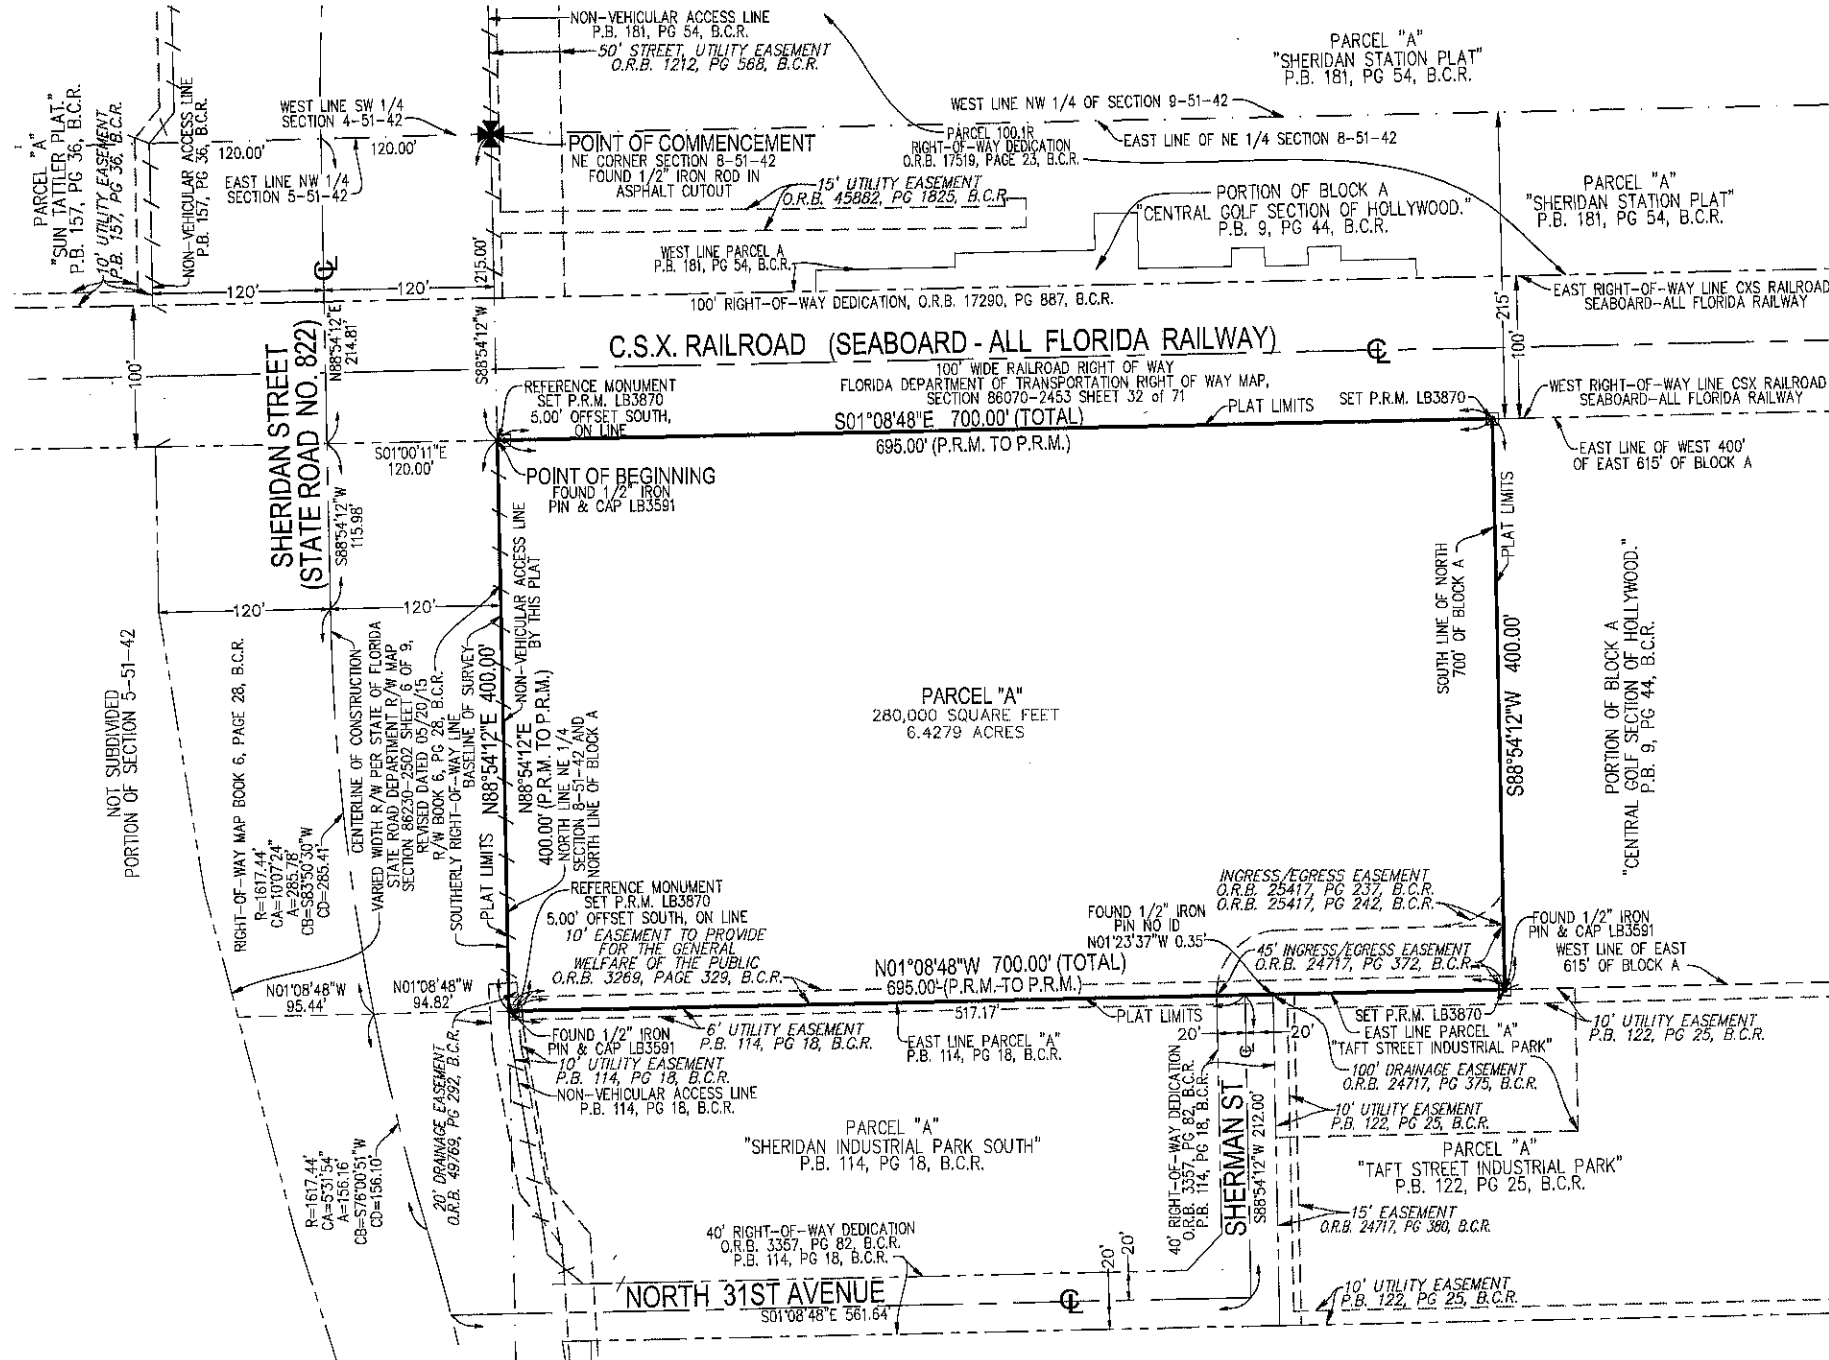 NON-VEHICULAR ACCESS LINE
P.B. 181, PG 54, B.C.R.
50' STREET, UTILITY EASEMENT
O.R.B. 1212, PG 568, B.C.R.
PARCEL "A"
"SHERIDAN STATION PLAT"
P.B. 181, PG 54, B.C.R.
PARCEL "A"
"SUN TATTLER PLAT."
P.B. 157, PG 36, B.C.R.
10' UTILITY EASEMENT
P.B. 157, PG 36, B.C.R.
NON-VEHICULAR ACCESS LINE
P.B. 157, PG 36, B.C.R.
WEST LINE SW 1/4
SECTION 4-51-42
120.00'
120.00'
EAST LINE NW 1/4
SECTION 5-51-42
POINT OF COMMENCEMENT
NE CORNER SECTION 8-51-42
FOUND 1/2" IRON ROD IN
ASPHALT CUTOUT
WEST LINE NW 1/4 OF SECTION 9-51-42
PARCEL 100.1R
RIGHT-OF-WAY DEDICATION
O.R.B. 17519, PAGE 23, B.C.R.
EAST LINE OF NE 1/4 SECTION 8-51-42
15' UTILITY EASEMENT
O.R.B. 45882, PG 1825, B.C.R.
PORTION OF BLOCK A
"CENTRAL GOLF SECTION OF HOLLYWOOD."
P.B. 9, PG 44, B.C.R.
PARCEL "A"
"SHERIDAN STATION PLAT"
P.B. 181, PG 54, B.C.R.
WEST LINE PARCEL A
P.B. 181, PG 54, B.C.R.
215.00'
S88°54'12"W
120'
120'
100' RIGHT-OF-WAY DEDICATION, O.R.B. 17290, PG 887, B.C.R.
215'
100'
EAST RIGHT-OF-WAY LINE CXS RAILROAD
SEABOARD-ALL FLORIDA RAILWAY
100'
SHERIDAN STREET
(STATE ROAD NO. 822)
N88°54'12"E
214.81'
C.S.X. RAILROAD (SEABOARD - ALL FLORIDA RAILWAY)
100' WIDE RAILROAD RIGHT OF WAY
FLORIDA DEPARTMENT OF TRANSPORTATION RIGHT OF WAY MAP,
SECTION 86070-2453 SHEET 32 of 71
WEST RIGHT-OF-WAY LINE CSX RAILROAD
SEABOARD-ALL FLORIDA RAILWAY
REFERENCE MONUMENT
SET P.R.M. LB3870
5.00' OFFSET SOUTH,
ON LINE
S01°08'48"E 700.00' (TOTAL)
695.00' (P.R.M. TO P.R.M.)
PLAT LIMITS
SET P.R.M. LB3870
EAST LINE OF WEST 400'
OF EAST 615' OF BLOCK A
S01°00'11"E
120.00'
POINT OF BEGINNING
FOUND 1/2" IRON
PIN & CAP LB3591
S88°54'12"W
115.98'
120'
120'
NON-VEHICULAR ACCESS LINE
BY THIS PLAT
PLAT LIMITS
SOUTH LINE OF NORTH
700' OF BLOCK A
S88°54'12"W 400.00'
PORTION OF BLOCK A
"CENTRAL GOLF SECTION OF HOLLYWOOD."
P.B. 9, PG 44, B.C.R.
NOT SUBDIVIDED
PORTION OF SECTION 5-51-42
RIGHT-OF-WAY MAP BOOK 6, PAGE 28, B.C.R.
R=1617.44'
CA=10°07'24"
A=285.78'
CB=S83°50'30"W
CD=285.41'
CENTERLINE OF CONSTRUCTION
VARIED WIDTH R/W PER STATE OF FLORIDA
STATE ROAD DEPARTMENT R/W MAP
SECTION 86230-2502 SHEET 6 OF 9,
REVISED DATED 05/20/15
R/W BOOK 6, PG 28, B.C.R.
SOUTHERLY RIGHT-OF-WAY LINE
BASELINE OF SURVEY
PLAT LIMITS
N88°54'12"E 400.00'
N88°54'12"E
400.00' (P.R.M. TO P.R.M.)
NORTH LINE NE 1/4
SECTION 8-51-42 AND
NORTH LINE OF BLOCK A
PARCEL "A"
280,000 SQUARE FEET
6.4279 ACRES
REFERENCE MONUMENT
SET P.R.M. LB3870
5.00' OFFSET SOUTH, ON LINE
10' EASEMENT TO PROVIDE
FOR THE GENERAL
WELFARE OF THE PUBLIC
O.R.B. 3269, PAGE 329, B.C.R.
INGRESS/EGRESS EASEMENT
O.R.B. 25417, PG 237, B.C.R.
O.R.B. 25417, PG 242, B.C.R.
FOUND 1/2" IRON
PIN NO ID
N01°23'37"W 0.35'
45' INGRESS/EGRESS EASEMENT
O.R.B. 24717, PG 372, B.C.R.
FOUND 1/2" IRON
PIN & CAP LB3591
WEST LINE OF EAST
615' OF BLOCK A
N01°08'48"W
95.44'
N01°08'48"W
94.82'
N01°08'48"W 700.00' (TOTAL)
695.00' (P.R.M. TO P.R.M.)
517.17'
PLAT LIMITS
FOUND 1/2" IRON
PIN & CAP LB3591
6' UTILITY EASEMENT
P.B. 114, PG 18, B.C.R.
EAST LINE PARCEL "A"
P.B. 114, PG 18, B.C.R.
20'
20'
SET P.R.M. LB3870
EAST LINE PARCEL "A"
"TAFT STREET INDUSTRIAL PARK"
10' UTILITY EASEMENT
P.B. 122, PG 25, B.C.R.
10' UTILITY EASEMENT
P.B. 114, PG 18, B.C.R.
NON-VEHICULAR ACCESS LINE
P.B. 114, PG 18, B.C.R.
100' DRAINAGE EASEMENT
O.R.B. 24717, PG 375, B.C.R.
20' DRAINAGE EASEMENT
O.R.B. 49769, PG 292, B.C.R.
10' UTILITY EASEMENT
P.B. 122, PG 25, B.C.R.
PARCEL "A"
"SHERIDAN INDUSTRIAL PARK SOUTH"
P.B. 114, PG 18, B.C.R.
40' RIGHT-OF-WAY DEDICATION
O.R.B. 3357, PG 82, B.C.R.
P.B. 114, PG 18, B.C.R.
SHERMAN ST
S88°54'12"W 212.00'
PARCEL "A"
"TAFT STREET INDUSTRIAL PARK"
P.B. 122, PG 25, B.C.R.
R=1617.44'
CA=5°31'54"
A=156.16'
CB=S76°00'51"W
CD=156.10'
15' EASEMENT
O.R.B. 24717, PG 380, B.C.R.
40' RIGHT-OF-WAY DEDICATION
O.R.B. 3357, PG 82, B.C.R.
P.B. 114, PG 18, B.C.R.
20'
20'
NORTH 31ST AVENUE
S01°08'48"E 561.64'
10' UTILITY EASEMENT
P.B. 122, PG 25, B.C.R.